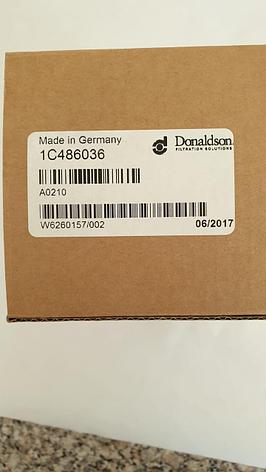 Made in Germany
1C486036
Donaldson.
FILTRATION SOLUTIONS
A0210
W6260157/002
06/2017